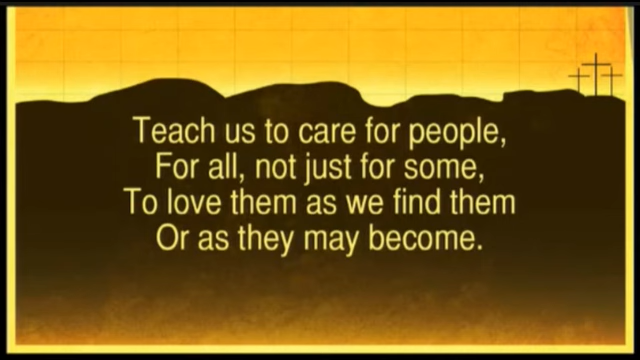 Teach us to care for people,
For all, not just for some,
To love them as we find them
Or as they may become.